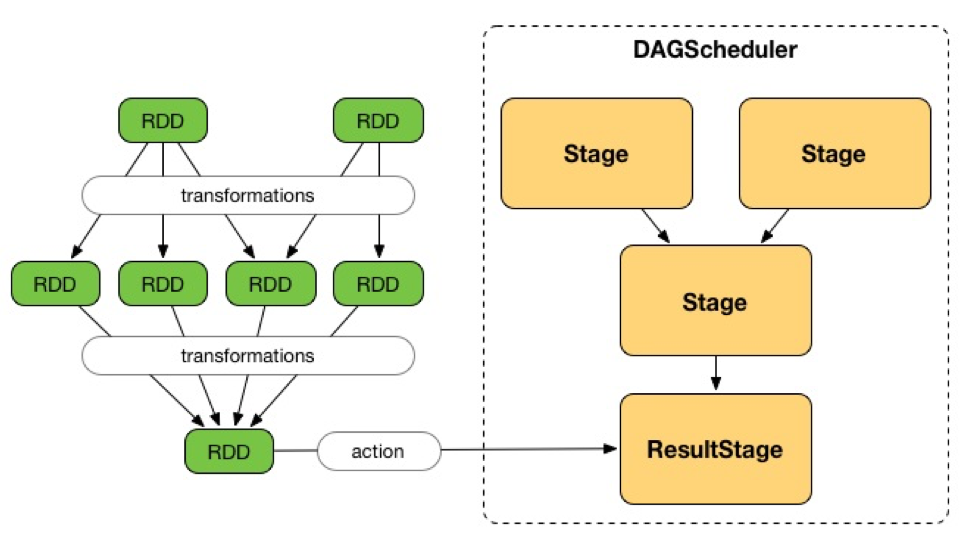 DAGScheduler
RDD
RDD
Stage
Stage
transformations
RDD
RDD
RDD
RDD
Stage
transformations
RDD
action
ResultStage